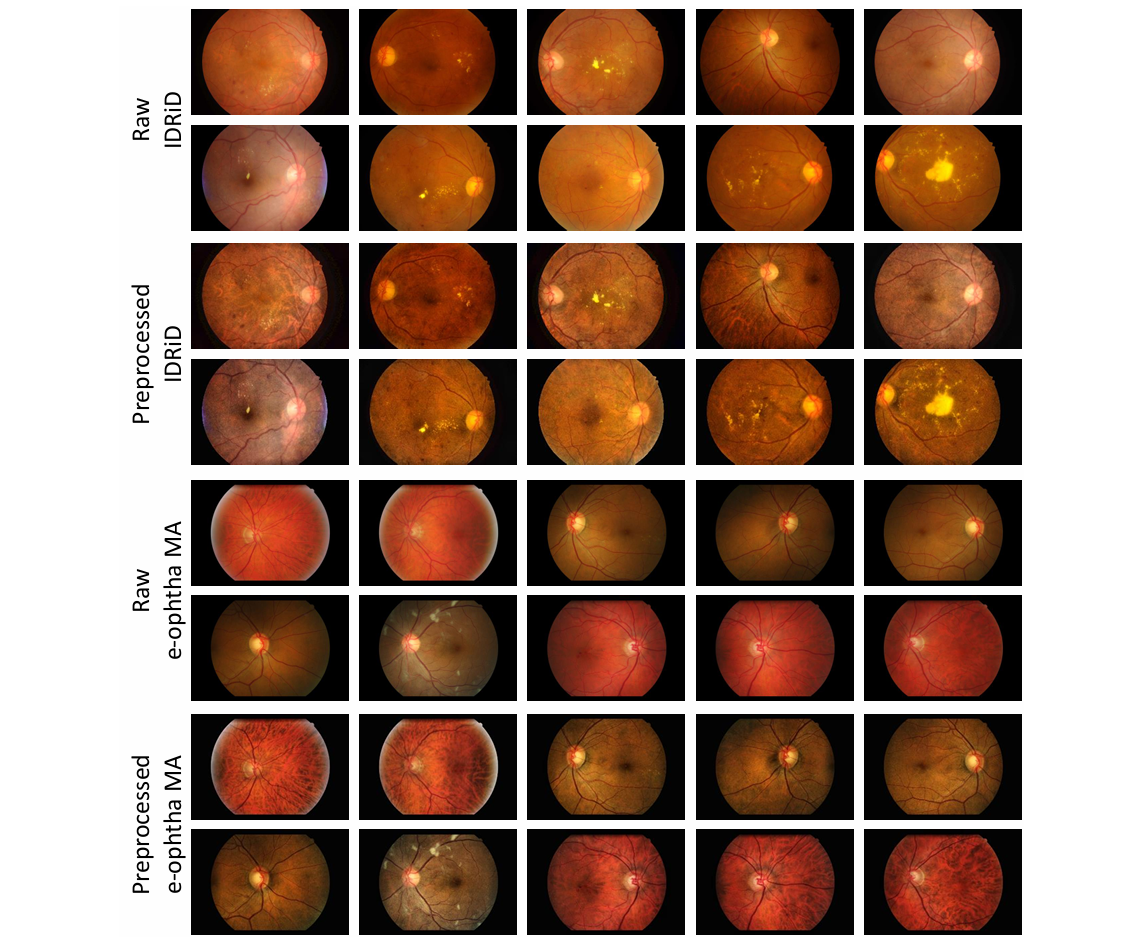 Raw
IDRiD
Preprocessed
IDRiD
Raw
e-ophtha MA
Preprocessed
e-ophtha MA